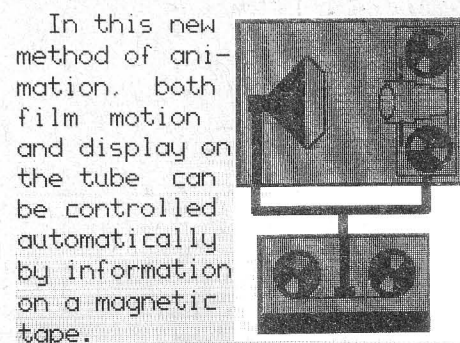 In this new
method of ani-
mation, both
film motion
and display on
the tube can
be controlled
automatically
by information
on a magnetic
tape.